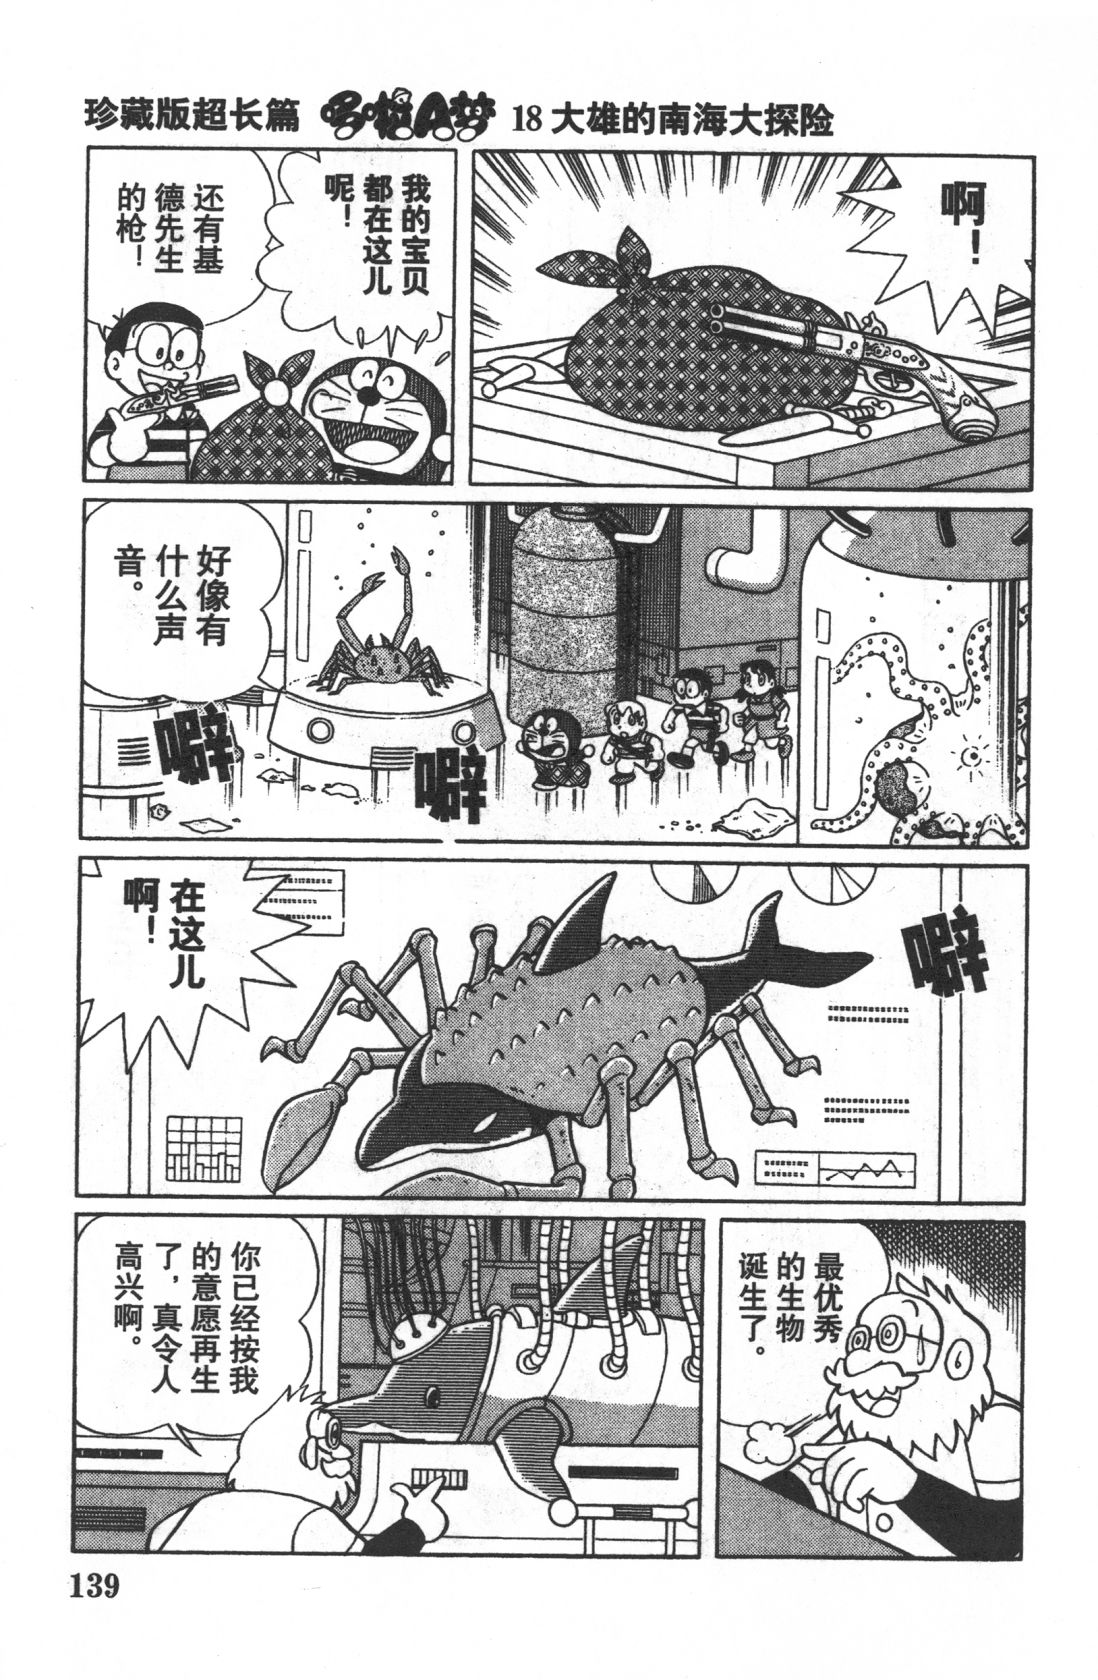 珍藏版超长篇 哆啦A梦 18 大雄的南海大探险
啊！
我的宝贝
都在这儿
呢！
还有基
德先生
的枪！
噼
噼
好像有
什么声
音。
噼
在这儿
啊！
最优秀
的生物
诞生了。
你已经按我
的意愿再生
了，真令人
高兴啊。
139